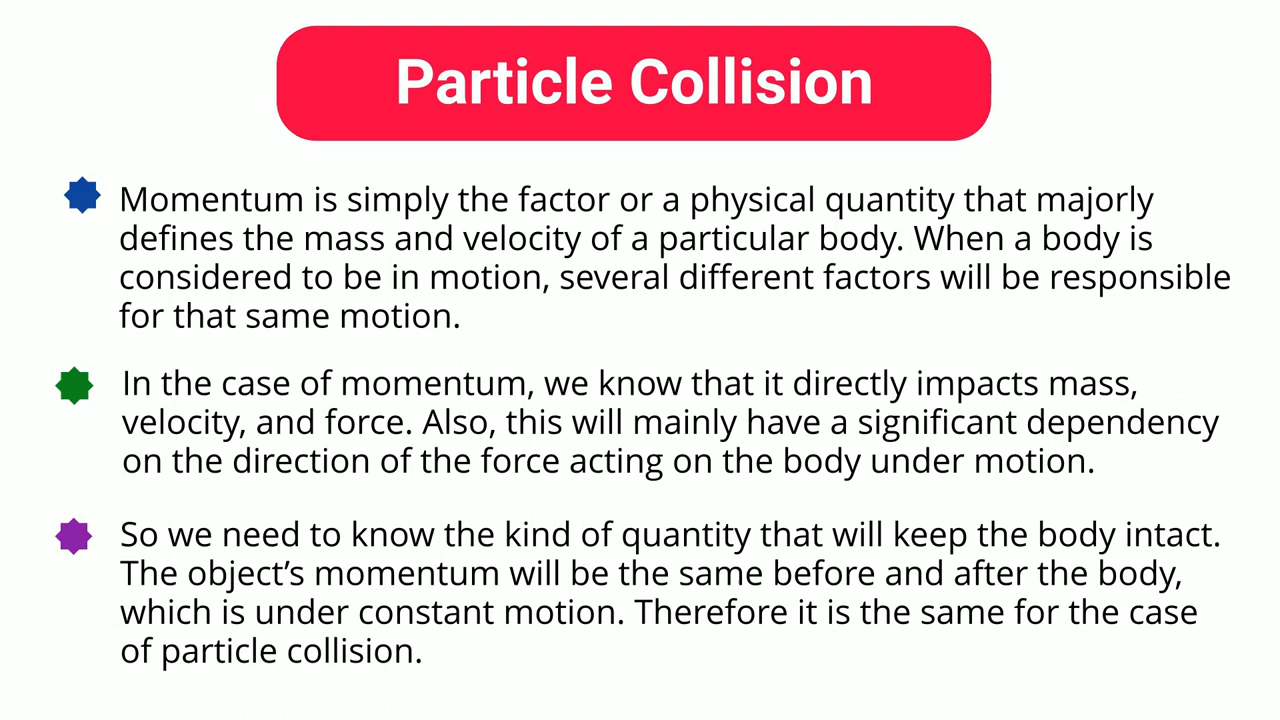 Particle Collision
Momentum is simply the factor or a physical quantity that majorly
defines the mass and velocity of a particular body. When a body is
considered to be in motion, several different factors will be responsible
for that same motion.
In the case of momentum, we know that it directly impacts mass,
velocity, and force. Also, this will mainly have a significant dependency
on the direction of the force acting on the body under motion.
So we need to know the kind of quantity that will keep the body intact.
The object’s momentum will be the same before and after the body,
which is under constant motion. Therefore it is the same for the case
of particle collision.